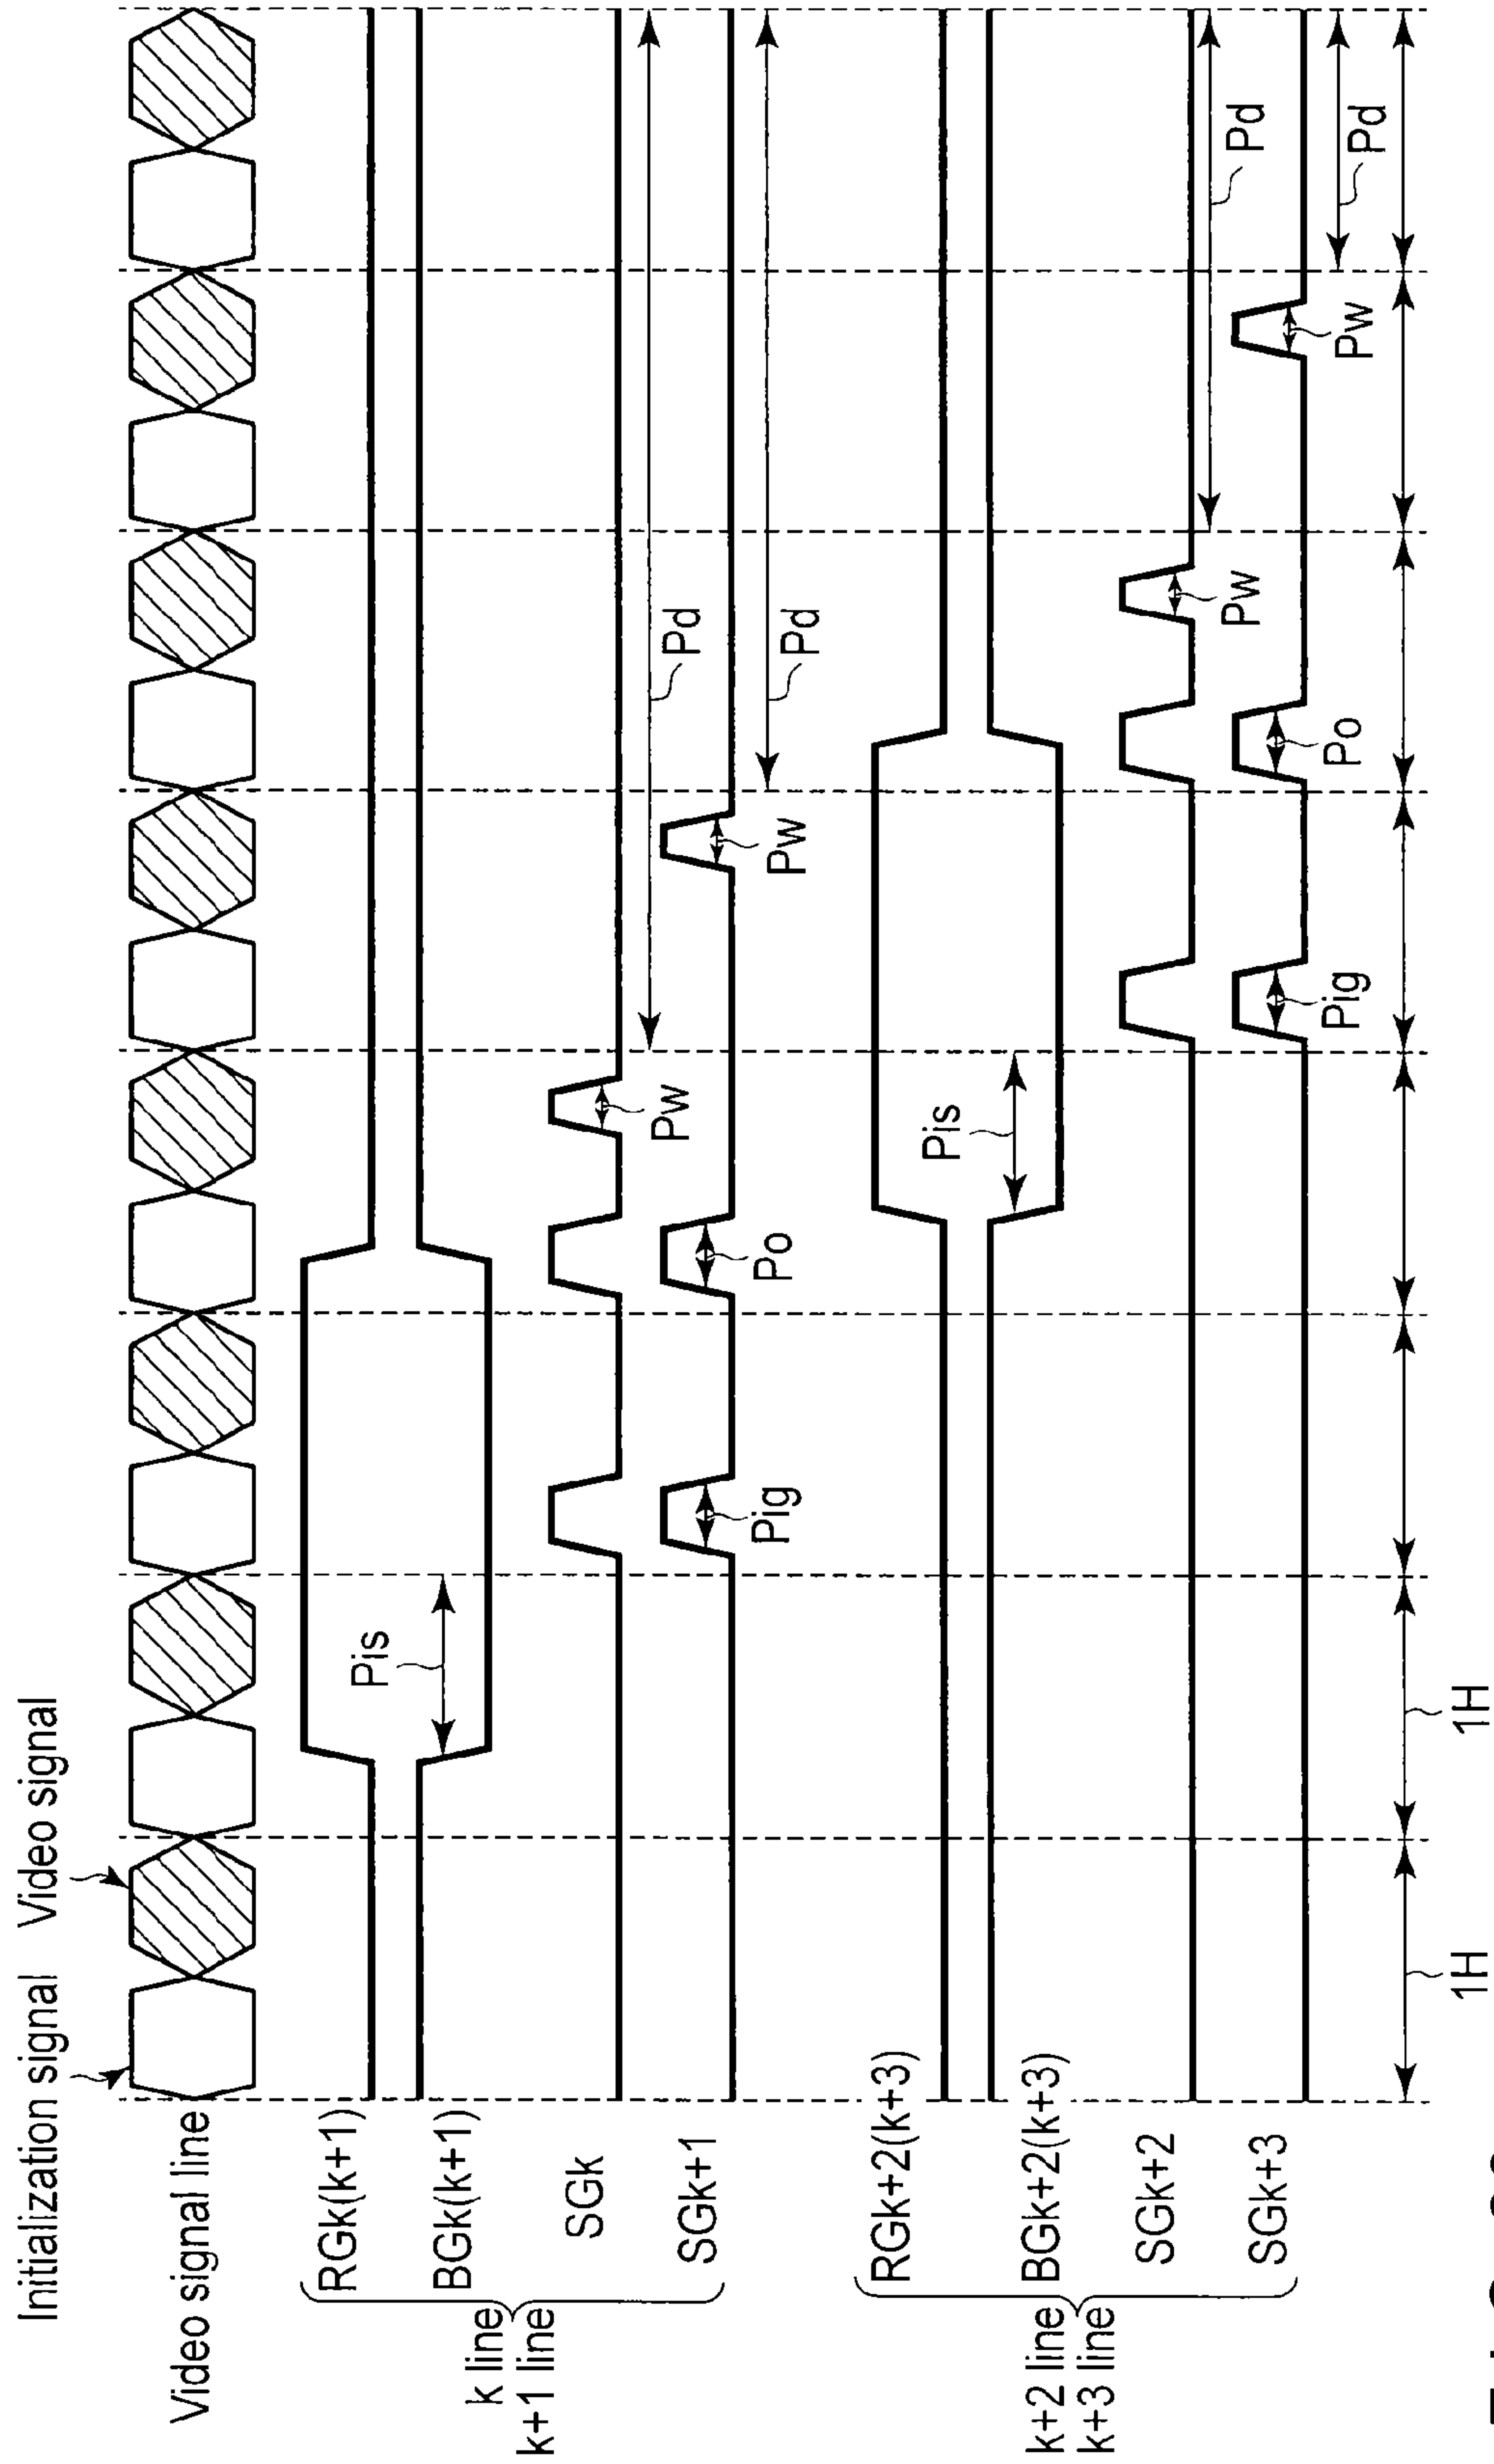 Initialization signal
Video signal
Video signal line
RGk(k+1)
BGk(k+1)
Pis
k line
k+1 line
SGk
Pw
Pd
SGk+1
Pig
Po
Pw
Pd
RGk+2(k+3)
BGk+2(k+3)
Pis
k+2 line
k+3 line
SGk+2
Pw
Pd
SGk+3
Pig
Po
Pw
Pd
1H
1H